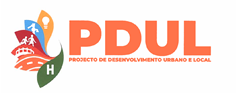 PDUL
PROJECTO DE DESENVOLVIMENTO URBANO E LOCAL
H